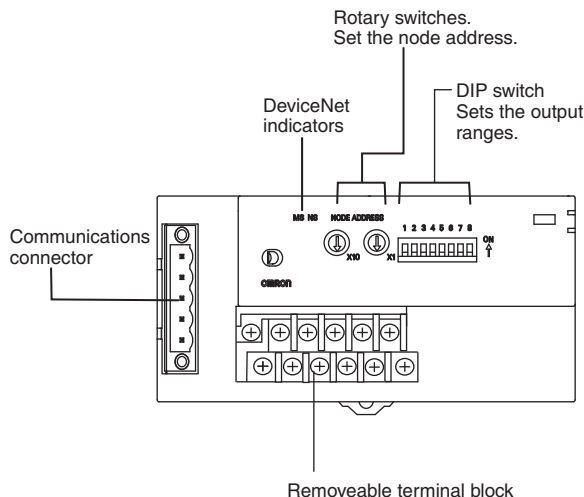 Rotary switches.
Set the node address.
DIP switch
Sets the output
ranges.
DeviceNet
indicators
MS NS
NODE ADDRESS
1 2 3 4 5 6 7 8
ON
X10
X1
OMRON
Communications
connector
Removeable terminal block